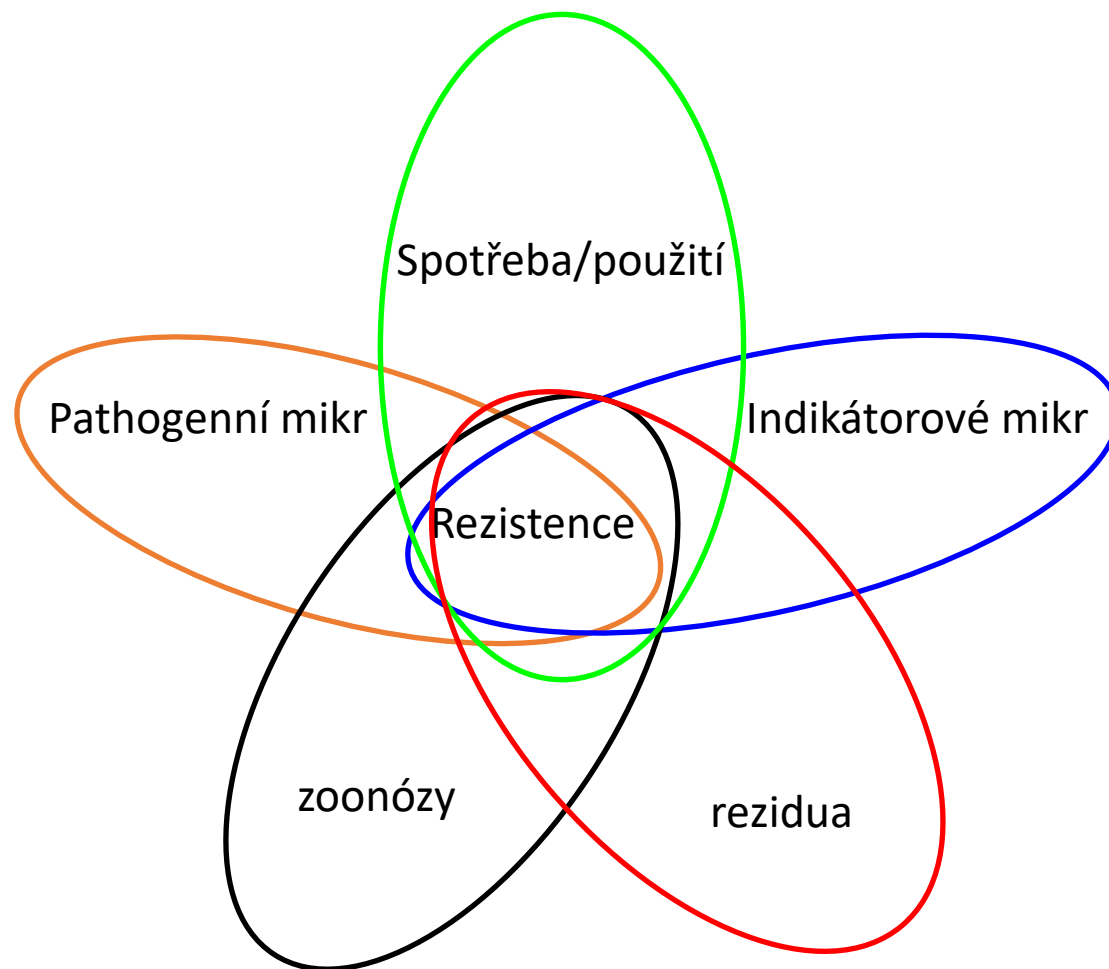 Spotřeba/použití
Pathogenní mikr
Indikátorové mikr
Rezistence
zoonózy
rezidua